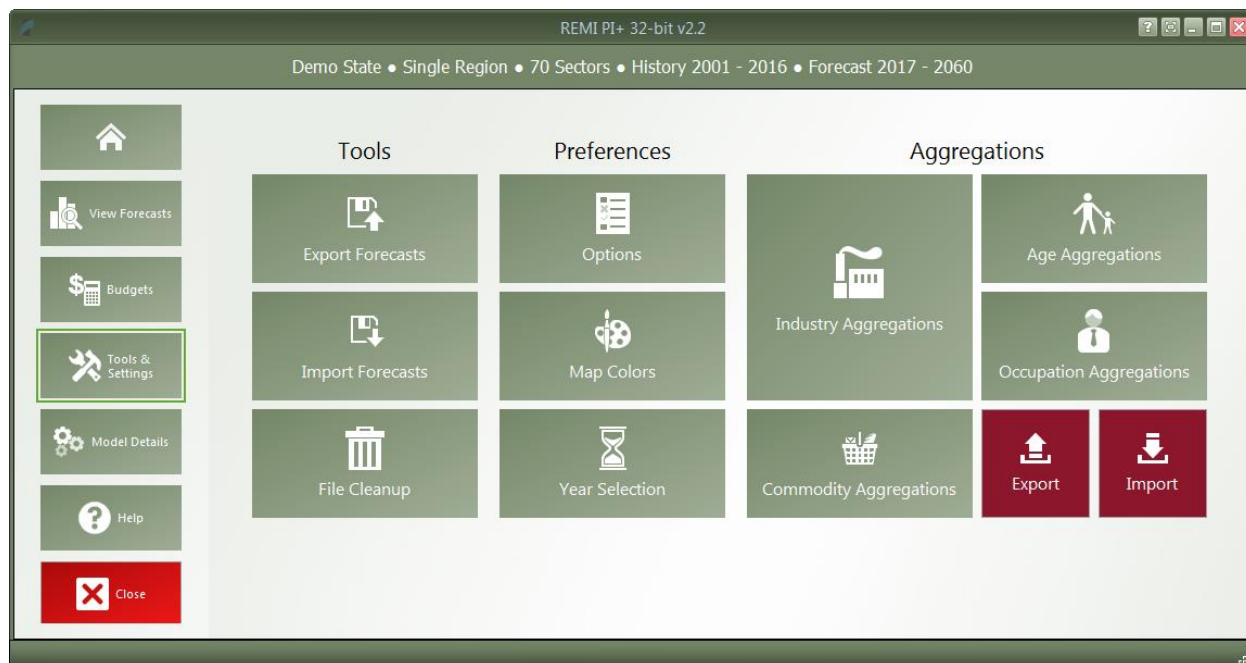 REMI PI+ 32-bit v2.2
Demo State ● Single Region ● 70 Sectors ● History 2001 - 2016 ● Forecast 2017 - 2060
View Forecasts
Budgets
Tools &
Settings
Model Details
Help
Close
Tools
Export Forecasts
Import Forecasts
File Cleanup
Preferences
Options
Map Colors
Year Selection
Aggregations
Industry Aggregations
Age Aggregations
Occupation Aggregations
Commodity Aggregations
Export
Import